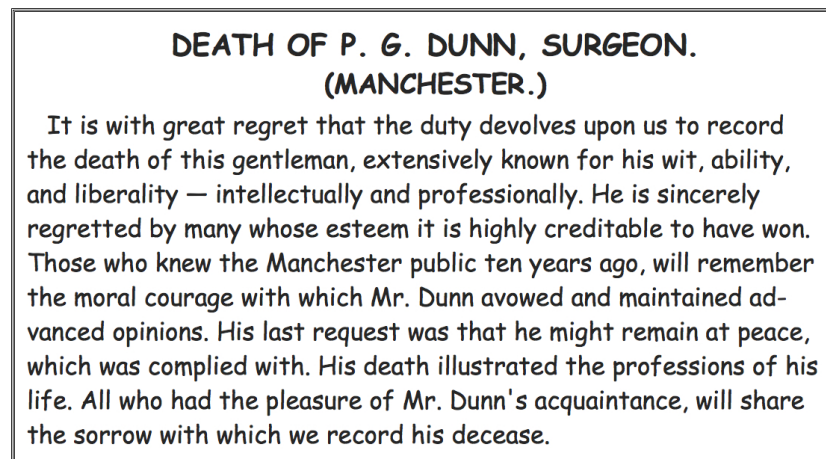 DEATH OF P. G. DUNN, SURGEON.
(MANCHESTER.)
It is with great regret that the duty devolves upon us to record
the death of this gentleman, extensively known for his wit, ability,
and liberality — intellectually and professionally. He is sincerely
regretted by many whose esteem it is highly creditable to have won.
Those who knew the Manchester public ten years ago, will remember
the moral courage with which Mr. Dunn avowed and maintained ad-
vanced opinions. His last request was that he might remain at peace,
which was complied with. His death illustrated the professions of his
life. All who had the pleasure of Mr. Dunn's acquaintance, will share
the sorrow with which we record his decease.